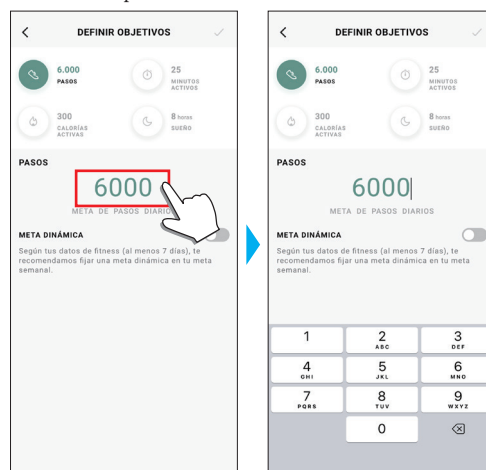 DEFINIR OBJETIVOS
6.000
PASOS
25
MINUTOS
ACTIVOS
300
CALORÍAS
ACTIVAS
8 horas
SUEÑO
PASOS
6000
META DE PASOS DIARIO
META DINÁMICA
Según tus datos de fitness (al menos 7 días), te
recomendamos fijar una meta dinámica en tu meta
semanal.
DEFINIR OBJETIVOS
6.000
PASOS
25
MINUTOS
ACTIVOS
300
CALORÍAS
ACTIVAS
8 horas
SUEÑO
PASOS
6000
META DE PASOS DIARIOS
META DINÁMICA
Según tus datos de fitness (al menos 7 días), te
recomendamos fijar una meta dinámica en tu meta
semanal.
1 2 3
ABC DEF
4 5 6
GHI JKL MNO
7 8 9
PQRS TUV WXYZ
0